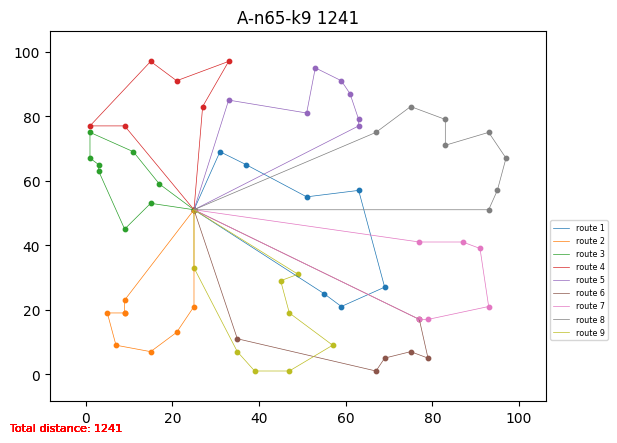 A-n65-k9 1241
100
80
60
40
20
0
0 20 40 60 80 100
route 1
route 2
route 3
route 4
route 5
route 6
route 7
route 8
route 9
Total distance: 1241